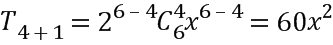 T_{4+1} = 2^{6-4}C_6^4x^{6-4} = 60x^2